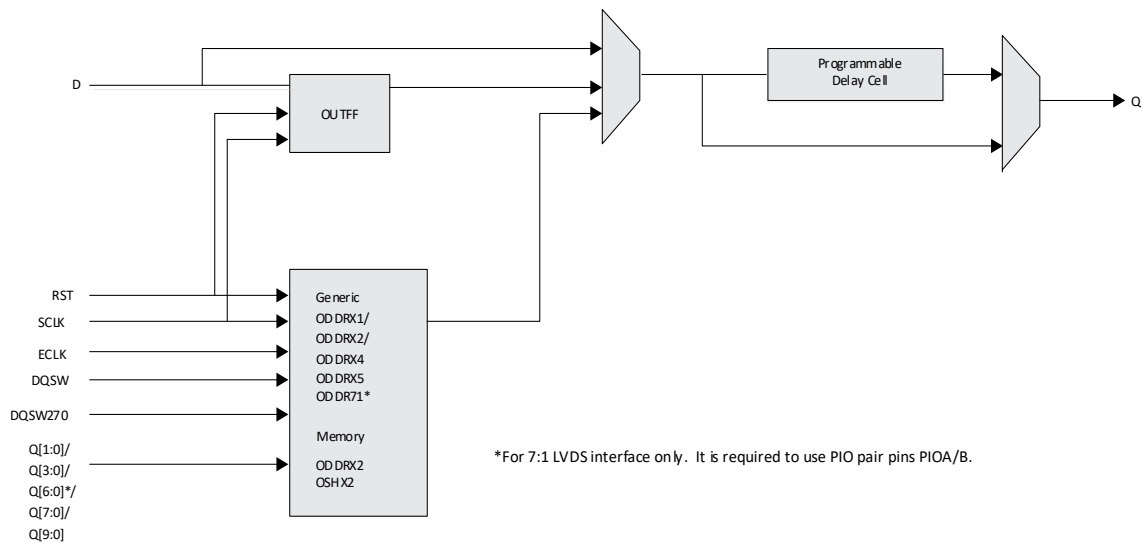 D
OUTFF
Programmable
Delay Cell
Q
RST
SCLK
ECLK
DQSW
DQSW270
Q[1:0]/
Q[3:0]/
Q[6:0]*/
Q[7:0]/
Q[9:0]
Generic
ODDRX1/
ODDRX2/
ODDRX4
ODDRX5
ODDR71*
Memory
ODDRX2
OSHX2
*For 7:1 LVDS interface only. It is required to use PIO pair pins PIOA/B.